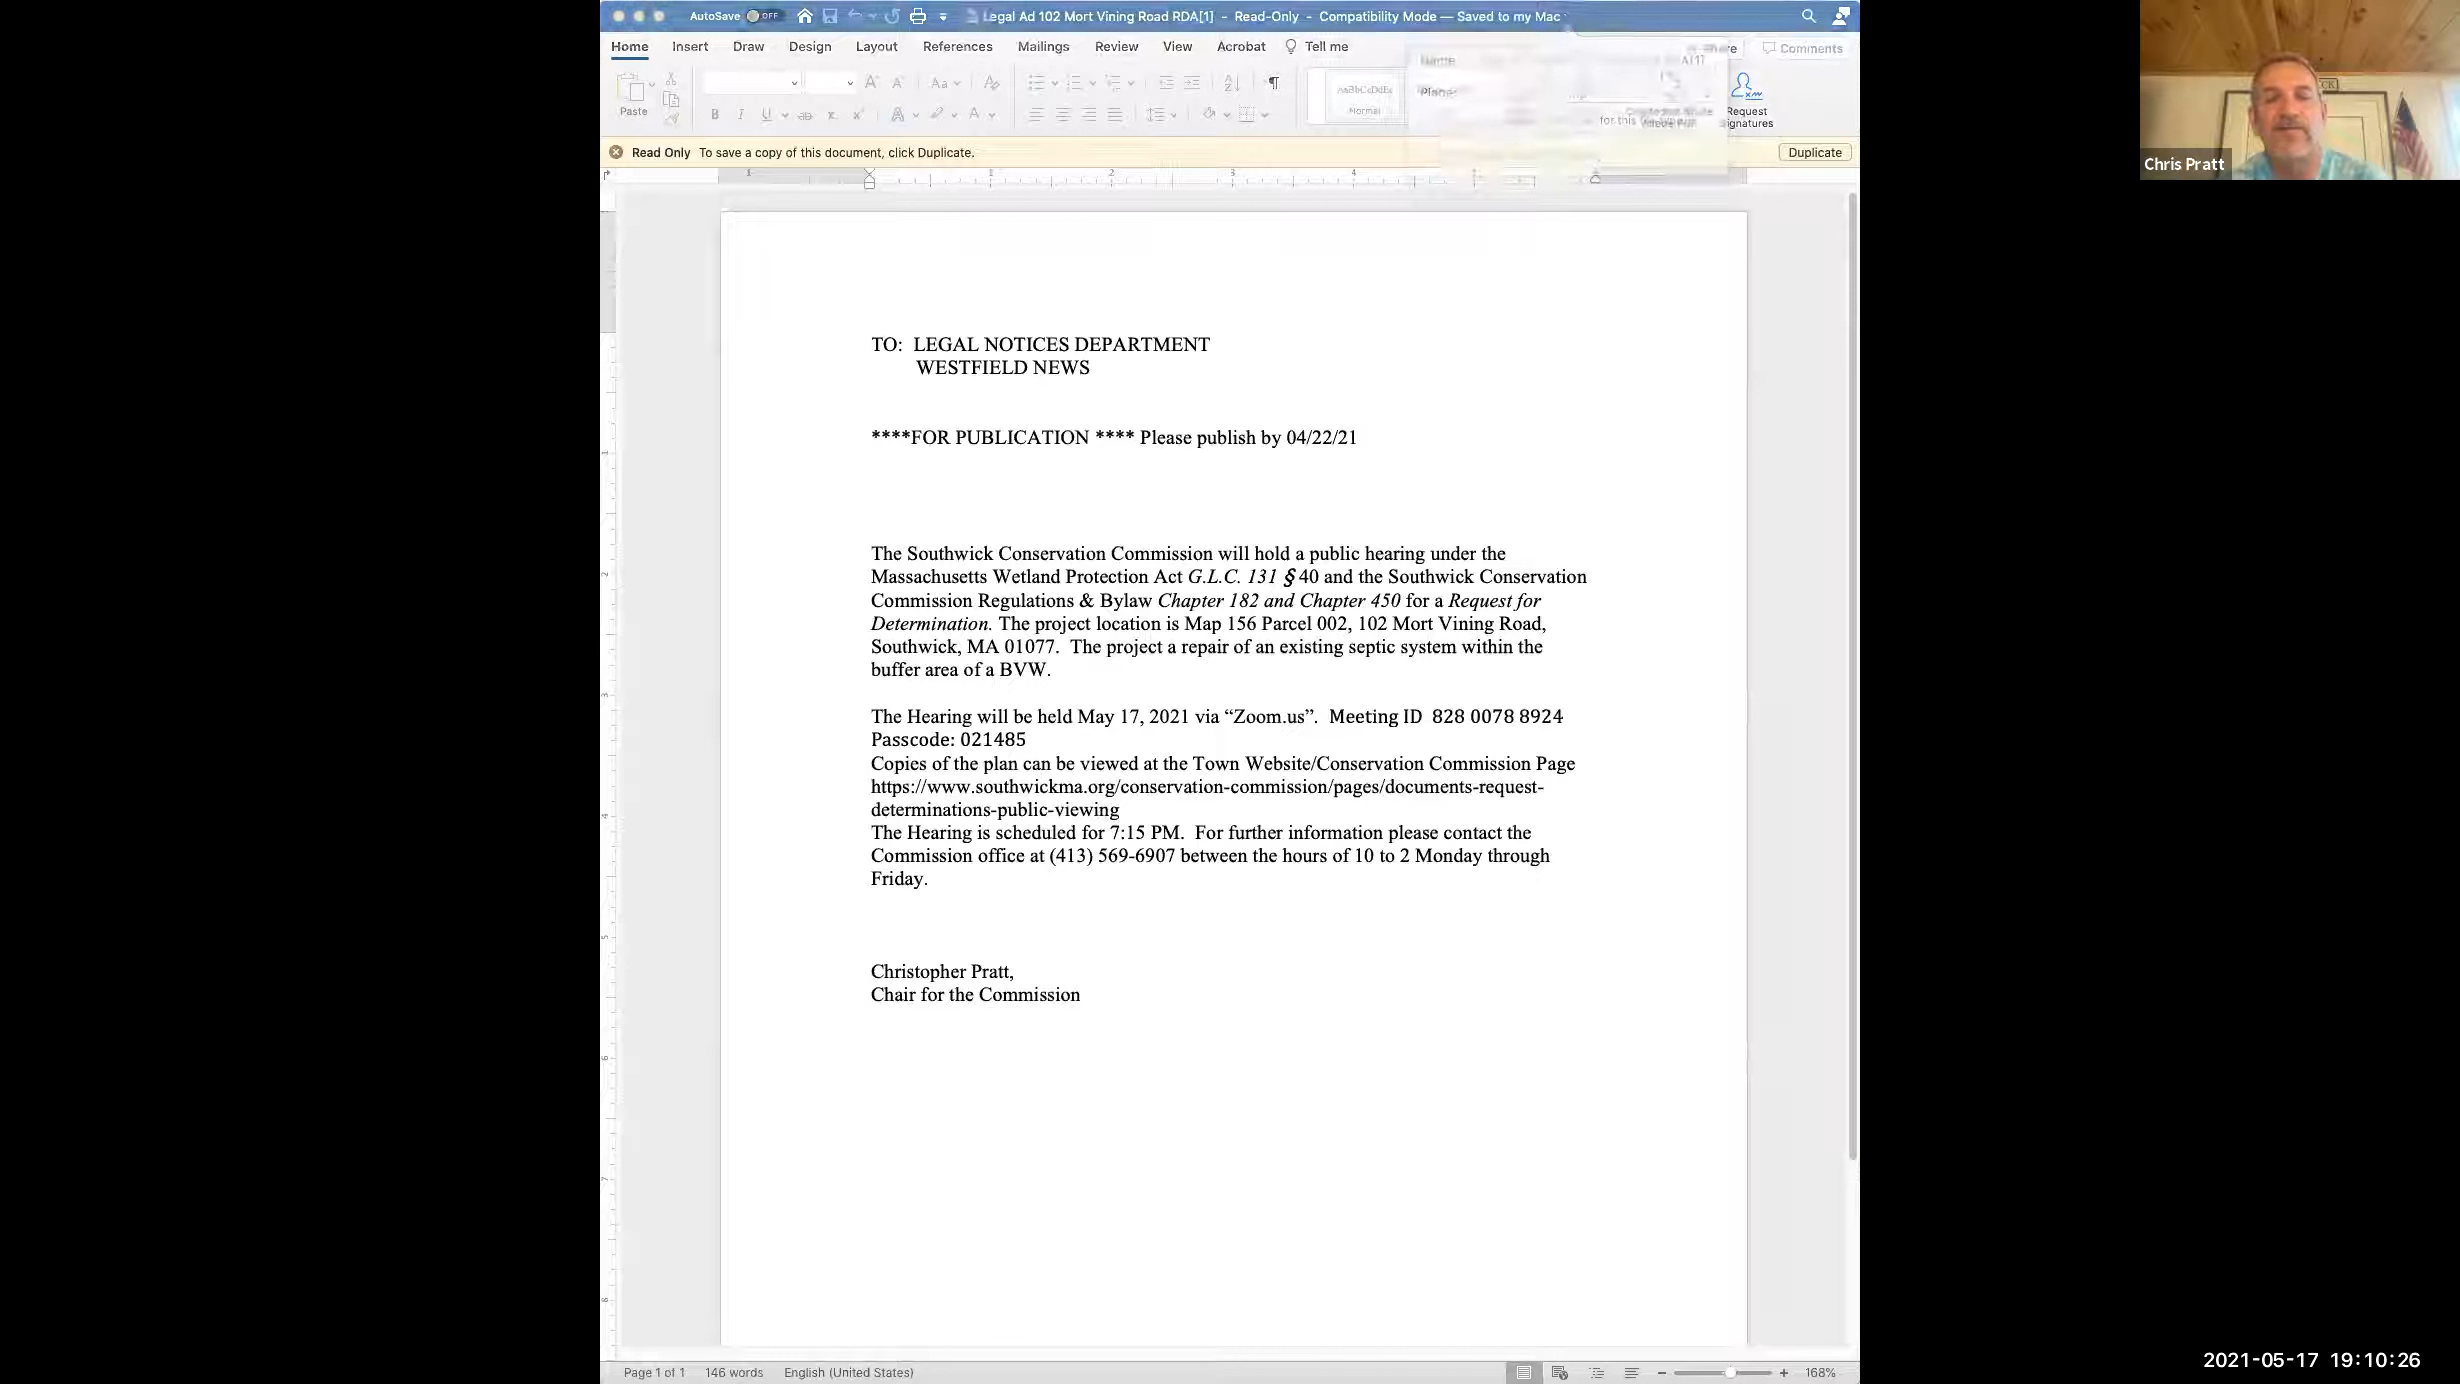 AutoSave OFF Legal Ad 102 Mort Vining Road RDA[1] - Read-Only - Compatibility Mode — Saved to my Mac
Home Insert Draw Design Layout References Mailings Review View Acrobat Tell me Comments
Paste
AaBbCcDdEe
Normal
Request
Read Only To save a copy of this document, click Duplicate. Duplicate
TO: LEGAL NOTICES DEPARTMENT
WESTFIELD NEWS
****FOR PUBLICATION **** Please publish by 04/22/21
The Southwick Conservation Commission will hold a public hearing under the
Massachusetts Wetland Protection Act G.L.C. 131 § 40 and the Southwick Conservation
Commission Regulations & Bylaw Chapter 182 and Chapter 450 for a Request for
Determination. The project location is Map 156 Parcel 002, 102 Mort Vining Road,
Southwick, MA 01077. The project a repair of an existing septic system within the
buffer area of a BVW.
The Hearing will be held May 17, 2021 via “Zoom.us”. Meeting ID 828 0078 8924
Passcode: 021485
Copies of the plan can be viewed at the Town Website/Conservation Commission Page
https://www.southwickma.org/conservation-commission/pages/documents-request-
determinations-public-viewing
The Hearing is scheduled for 7:15 PM. For further information please contact the
Commission office at (413) 569-6907 between the hours of 10 to 2 Monday through
Friday.
Christopher Pratt,
Chair for the Commission
Page 1 of 1 146 words English (United States) 168%
Chris Pratt
2021-05-17 19:10:26